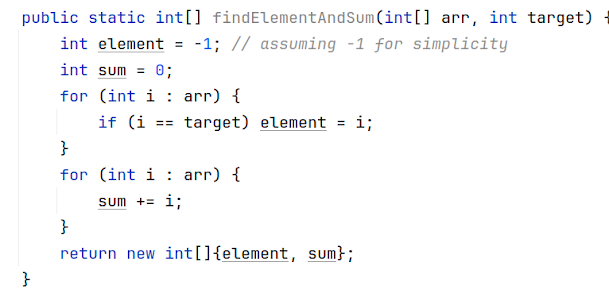 public static int[] findElementAndSum(int[] arr, int target) {
    int element = -1; // assuming -1 for simplicity
    int sum = 0;
    for (int i : arr) {
        if (i == target) element = i;
    }
    for (int i : arr) {
        sum += i;
    }
    return new int[]{element, sum};
}